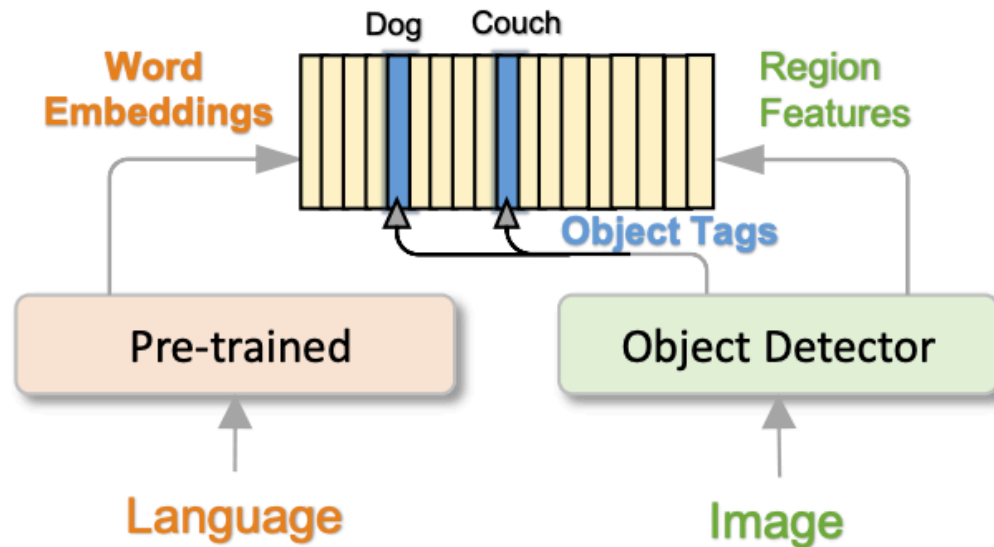 Dog
Couch
Word
Embeddings
Region
Features
Object Tags
Pre-trained
Object Detector
Language
Image